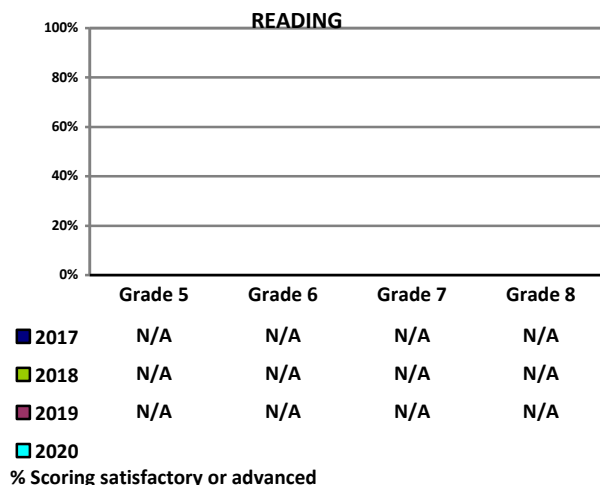 READING
100%
80%
60%
40%
20%
0%
Grade 5 Grade 6 Grade 7 Grade 8
2017 N/A N/A N/A N/A
2018 N/A N/A N/A N/A
2019 N/A N/A N/A N/A
2020
% Scoring satisfactory or advanced